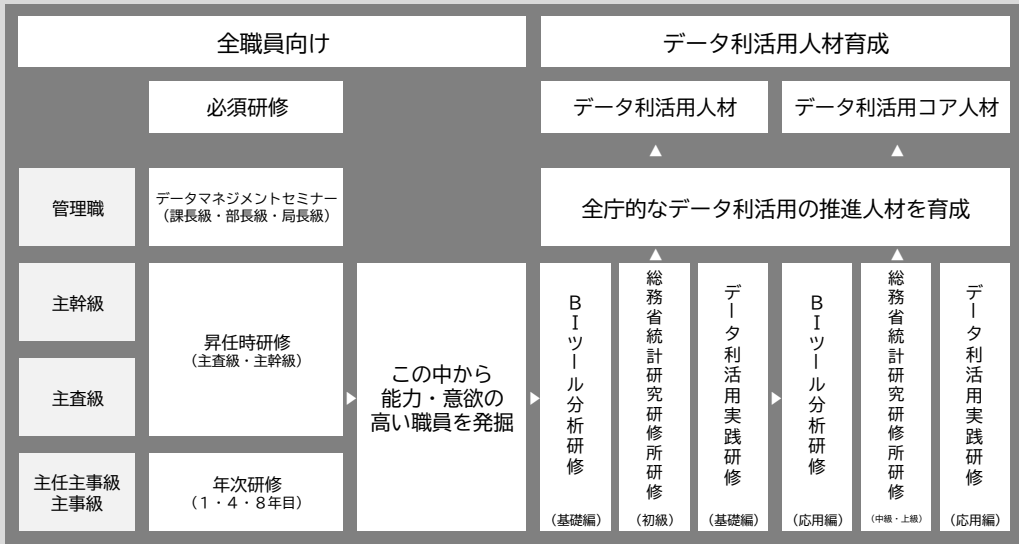 全職員向け
データ利活用人材育成
必須研修
データ利活用人材
データ利活用コア人材
管理職
データマネジメントセミナー
（課長級・部長級・局長級）
全庁的なデータ利活用の推進人材を育成
主幹級
主査級
昇任時研修
（主査級・主幹級）
主任主事級
主事級
年次研修
（１・４・８年目）
この中から
能力・意欲の
高い職員を発掘
ＢＩツール分析研修
（基礎編）
総務省統計研究研修所研修
（初級）
データ利活用実践研修
（基礎編）
ＢＩツール分析研修
（応用編）
総務省統計研究研修所研修
（中級・上級）
データ利活用実践研修
（応用編）